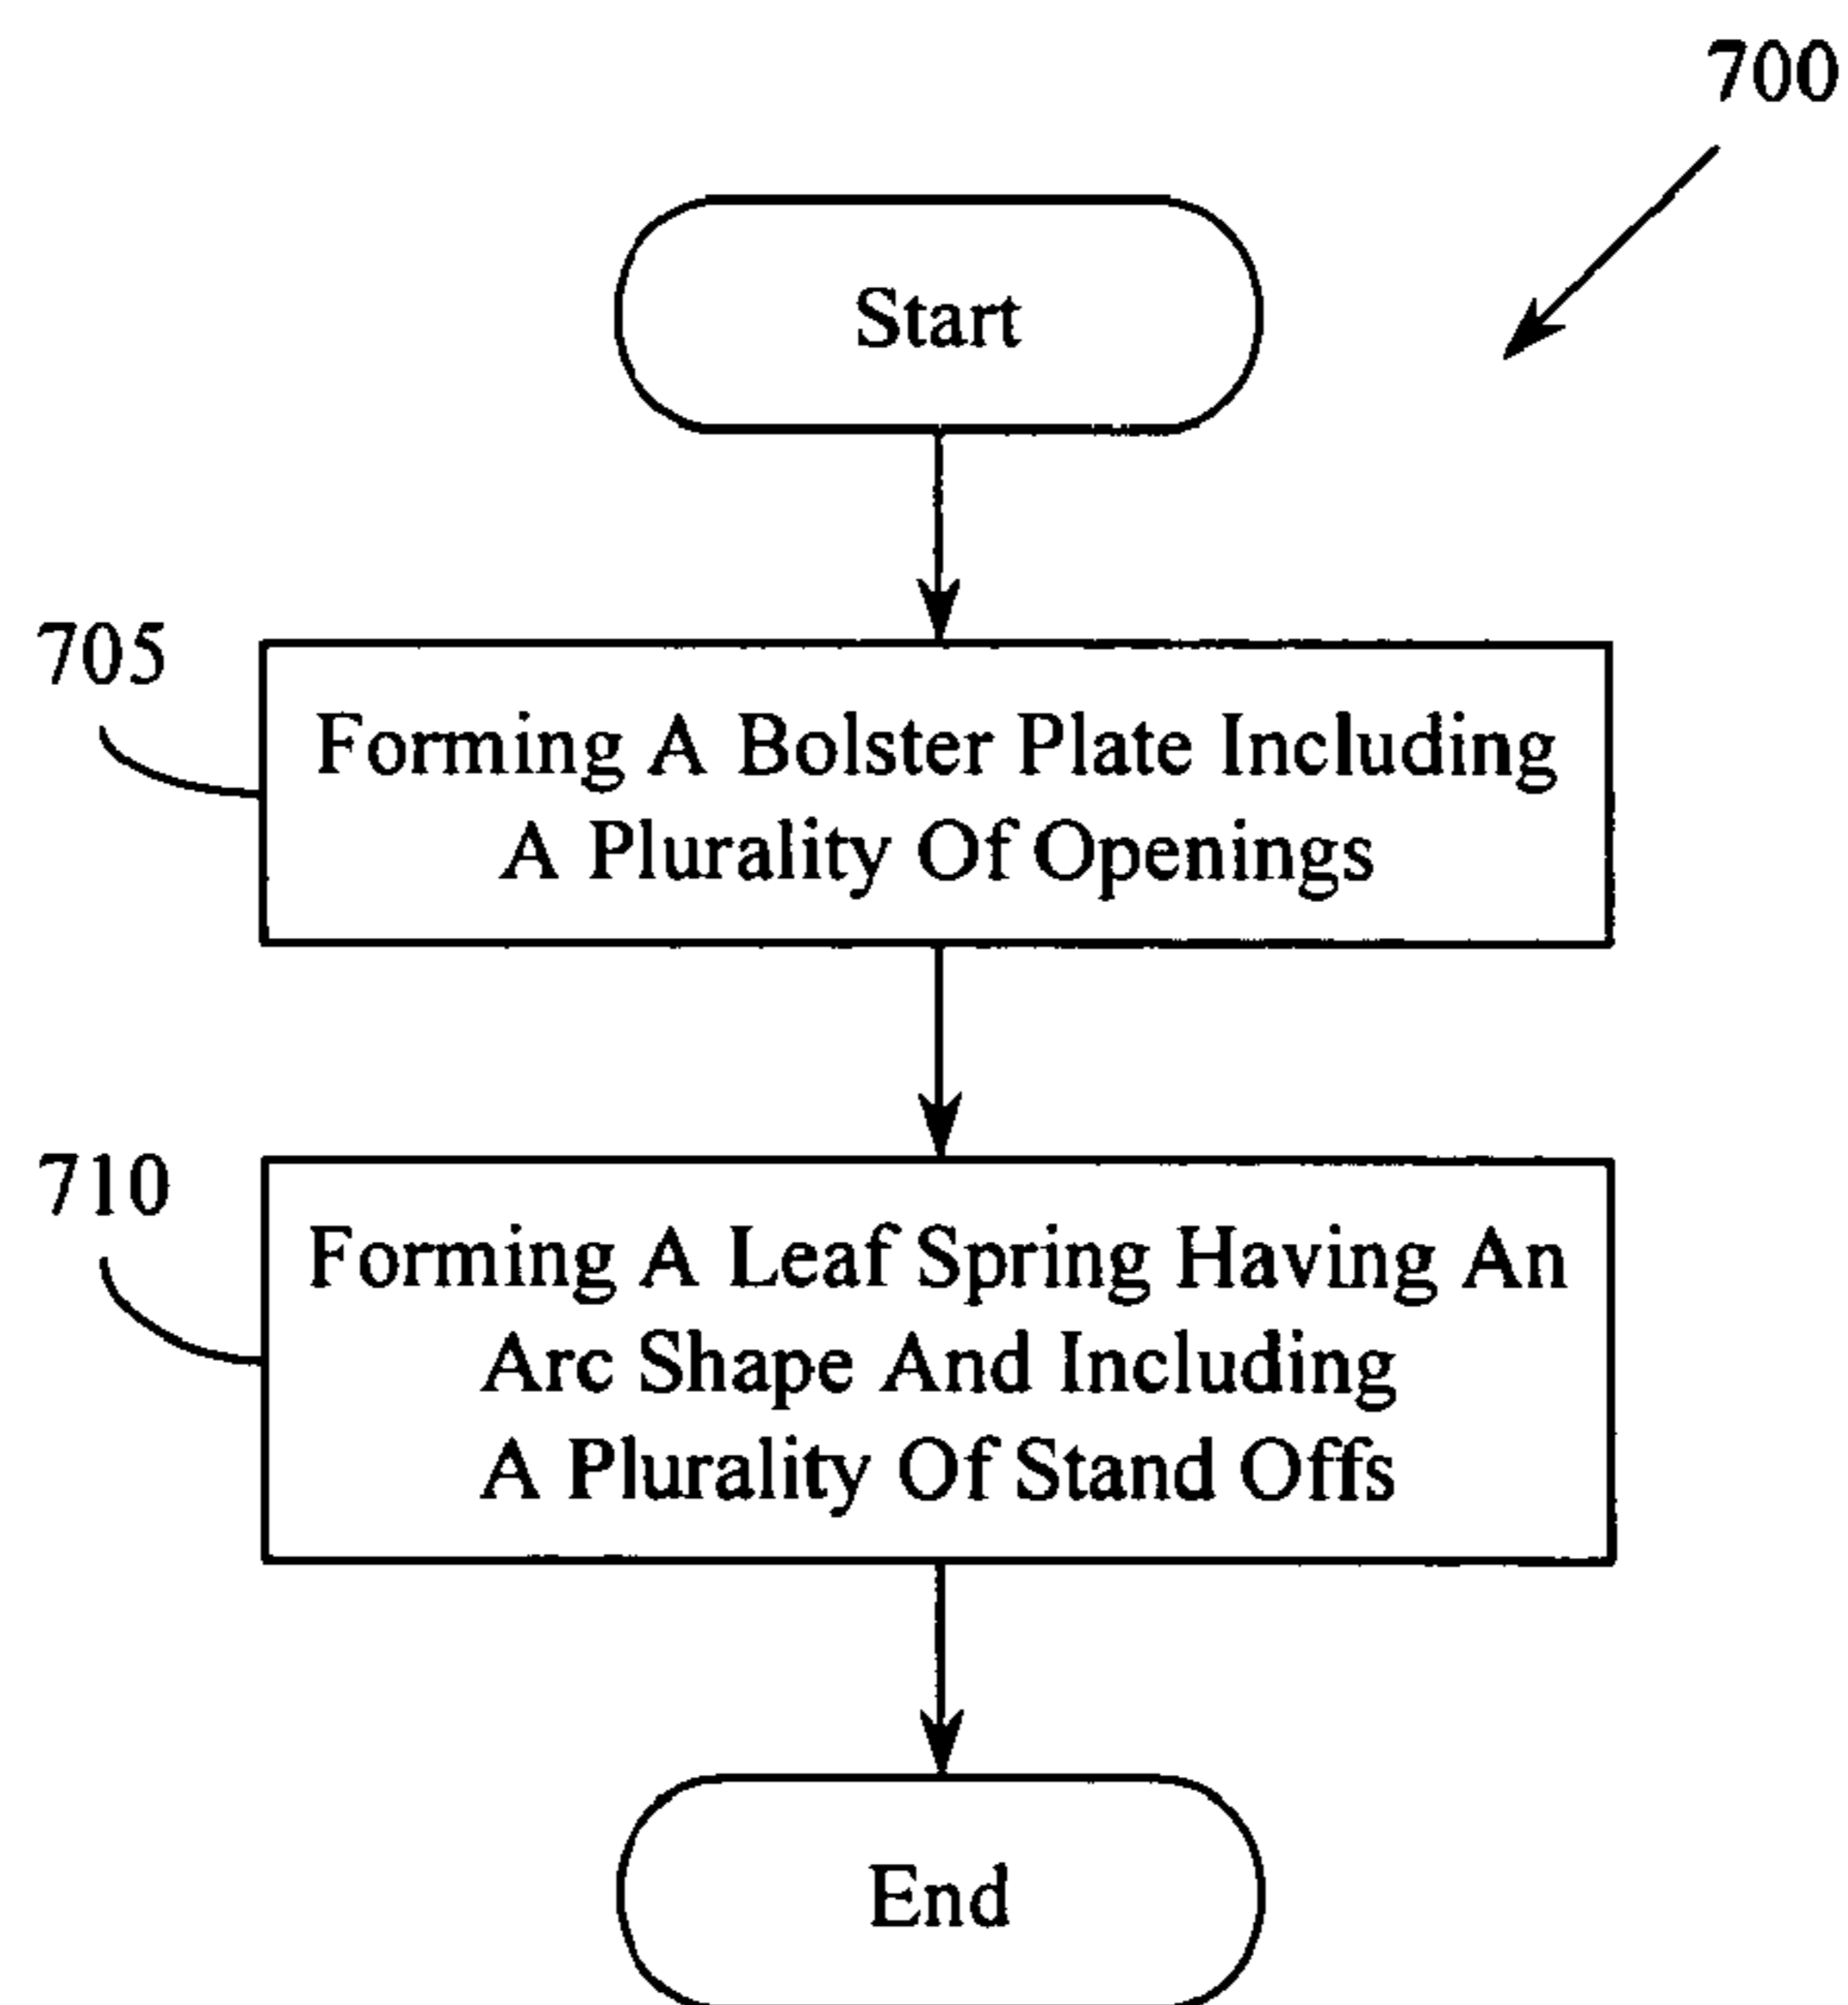 700
Start
705
Forming A Bolster Plate Including
A Plurality Of Openings
710
Forming A Leaf Spring Having An
Arc Shape And Including
A Plurality Of Stand Offs
End